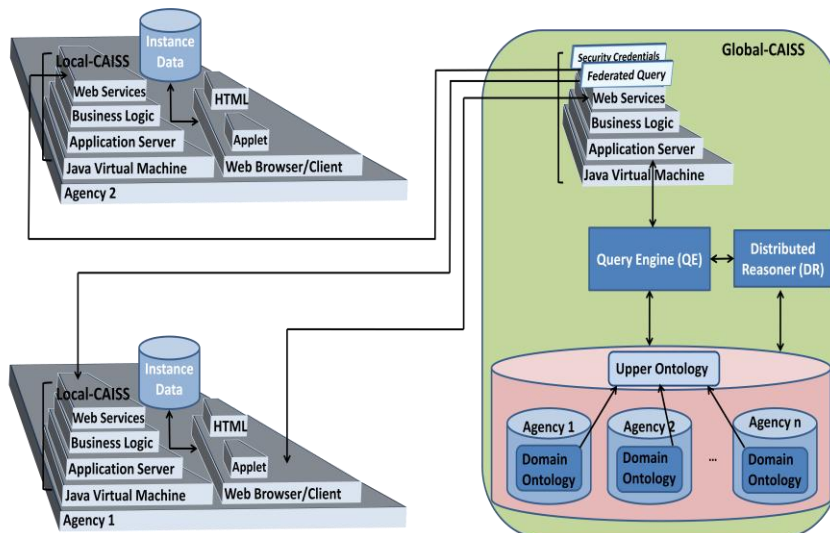 Instance
Data
Local-CAISS
Web Services
HTML
Business Logic
Applet
Application Server
Java Virtual Machine
Web Browser/Client
Agency 2
Global-CAISS
Security Credentials
Federated Query
Web Services
Business Logic
Application Server
Java Virtual Machine
Query Engine (QE)
Distributed
Reasoner (DR)
Upper Ontology
Agency 1
Domain
Ontology
Agency 2
Domain
Ontology
...
Agency n
Domain
Ontology
Instance
Data
Local-CAISS
Web Services
HTML
Business Logic
Applet
Application Server
Java Virtual Machine
Web Browser/Client
Agency 1